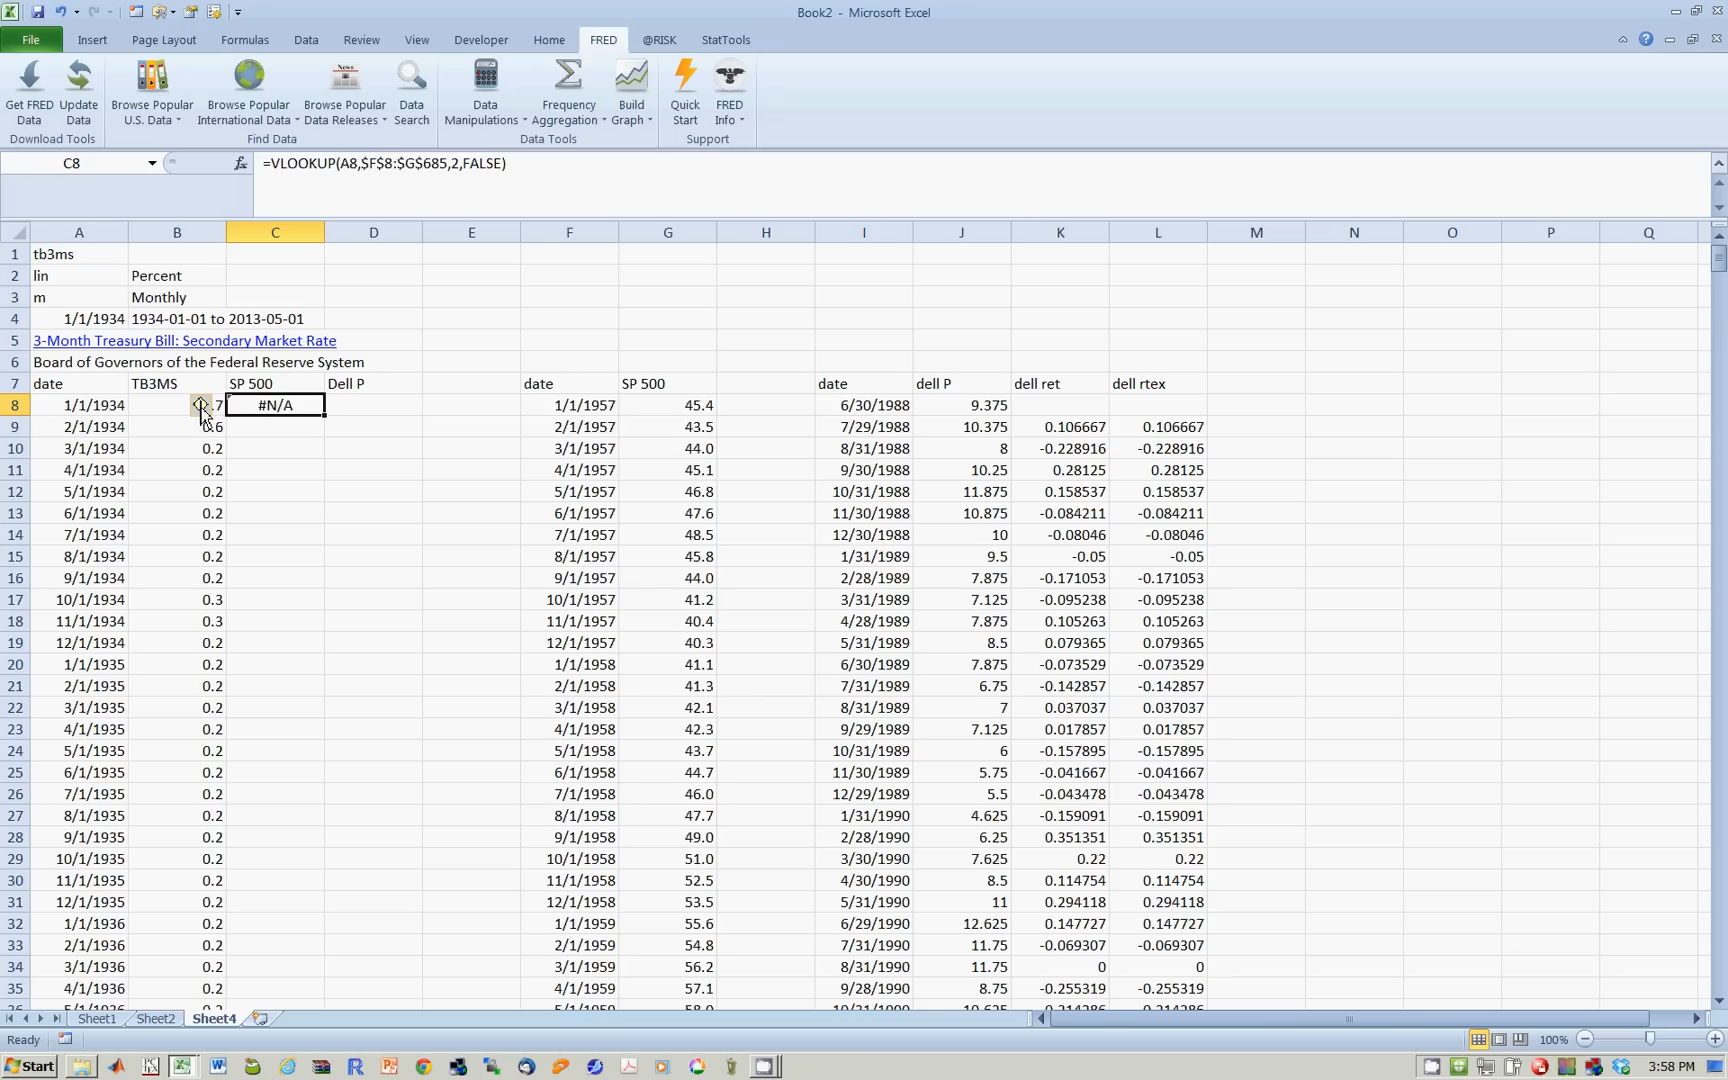 Book2 - Microsoft Excel
File Insert Page Layout Formulas Data Review View Developer Home FRED @RISK StatTools
Get FRED Data
Update Data
Browse Popular U.S. Data
Browse Popular International Data
Browse Popular Data Releases
Data Search
Data Manipulations
Frequency Aggregation
Build Graph
Quick Start
FRED Info
Download Tools Find Data Data Tools Support
C8 = fx =VLOOKUP(A8,$F$8:$G$685,2,FALSE)
A B C D E F G H I J K L M N O P Q
1 tb3ms
2 lin Percent
3 m Monthly
4 1/1/1934 1934-01-01 to 2013-05-01
5 3-Month Treasury Bill: Secondary Market Rate
6 Board of Governors of the Federal Reserve System
7 date TB3MS SP 500 Dell P date SP 500 date dell P dell ret dell rtex
8 1/1/1934 .7 #N/A 1/1/1957 45.4 6/30/1988 9.375
9 2/1/1934 0.6 2/1/1957 43.5 7/29/1988 10.375 0.106667 0.106667
10 3/1/1934 0.2 3/1/1957 44.0 8/31/1988 8 -0.228916 -0.228916
11 4/1/1934 0.2 4/1/1957 45.1 9/30/1988 10.25 0.28125 0.28125
12 5/1/1934 0.2 5/1/1957 46.8 10/31/1988 11.875 0.158537 0.158537
13 6/1/1934 0.2 6/1/1957 47.6 11/30/1988 10.875 -0.084211 -0.084211
14 7/1/1934 0.2 7/1/1957 48.5 12/30/1988 10 -0.08046 -0.08046
15 8/1/1934 0.2 8/1/1957 45.8 1/31/1989 9.5 -0.05 -0.05
16 9/1/1934 0.2 9/1/1957 44.0 2/28/1989 7.875 -0.171053 -0.171053
17 10/1/1934 0.3 10/1/1957 41.2 3/31/1989 7.125 -0.095238 -0.095238
18 11/1/1934 0.3 11/1/1957 40.4 4/28/1989 7.875 0.105263 0.105263
19 12/1/1934 0.2 12/1/1957 40.3 5/31/1989 8.5 0.079365 0.079365
20 1/1/1935 0.2 1/1/1958 41.1 6/30/1989 7.875 -0.073529 -0.073529
21 2/1/1935 0.2 2/1/1958 41.3 7/31/1989 6.75 -0.142857 -0.142857
22 3/1/1935 0.2 3/1/1958 42.1 8/31/1989 7 0.037037 0.037037
23 4/1/1935 0.2 4/1/1958 42.3 9/29/1989 7.125 0.017857 0.017857
24 5/1/1935 0.2 5/1/1958 43.7 10/31/1989 6 -0.157895 -0.157895
25 6/1/1935 0.2 6/1/1958 44.7 11/30/1989 5.75 -0.041667 -0.041667
26 7/1/1935 0.2 7/1/1958 46.0 12/29/1989 5.5 -0.043478 -0.043478
27 8/1/1935 0.2 8/1/1958 47.7 1/31/1990 4.625 -0.159091 -0.159091
28 9/1/1935 0.2 9/1/1958 49.0 2/28/1990 6.25 0.351351 0.351351
29 10/1/1935 0.2 10/1/1958 51.0 3/30/1990 7.625 0.22 0.22
30 11/1/1935 0.2 11/1/1958 52.5 4/30/1990 8.5 0.114754 0.114754
31 12/1/1935 0.2 12/1/1958 53.5 5/31/1990 11 0.294118 0.294118
32 1/1/1936 0.2 1/1/1959 55.6 6/29/1990 12.625 0.147727 0.147727
33 2/1/1936 0.2 2/1/1959 54.8 7/31/1990 11.75 -0.069307 -0.069307
34 3/1/1936 0.2 3/1/1959 56.2 8/31/1990 11.75 0 0
35 4/1/1936 0.2 4/1/1959 57.1 9/28/1990 8.75 -0.255319 -0.255319
Sheet1 Sheet2 Sheet4
Ready 100%
Start 3:58 PM